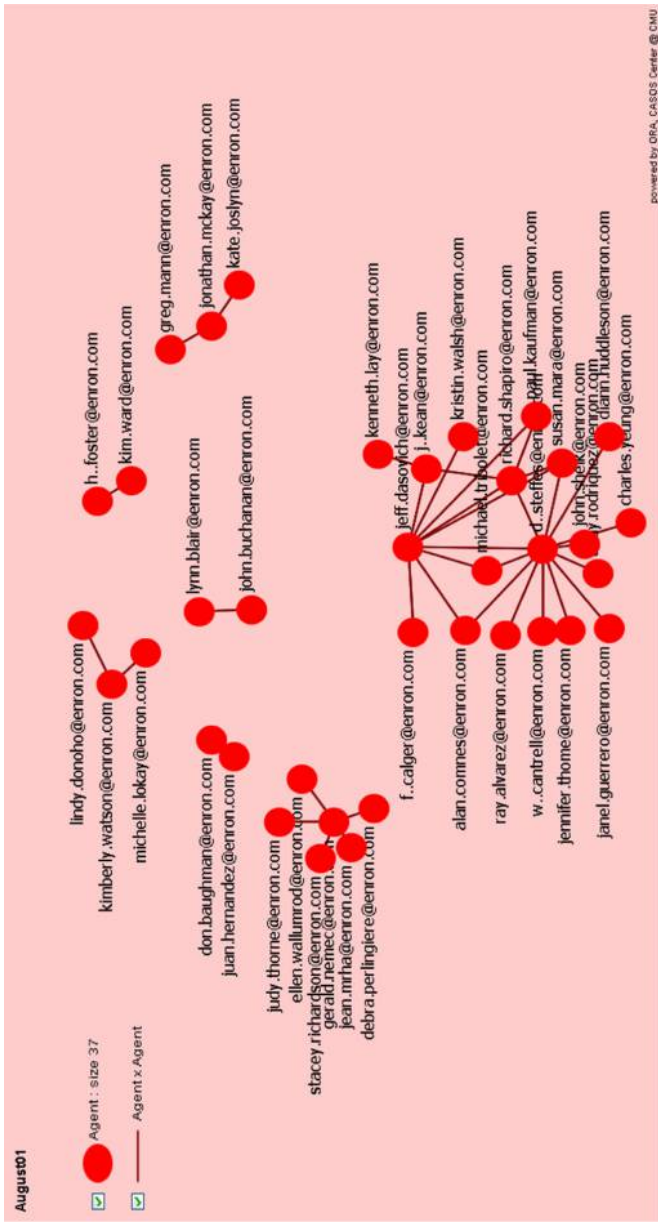 August01
Agent : size 37
Agent x Agent
lindy.donoho@enron.com
kimberly.watson@enron.com
michelle.lokay@enron.com
h..foster@enron.com
kim.ward@enron.com
greg.mann@enron.com
jonathan.mckay@enron.com
kate.joslyn@enron.com
lynn.blair@enron.com
john.buchanan@enron.com
don.baughman@enron.com
juan.hernandez@enron.com
judy.thorne@enron.com
ellen.wallumrod@enron.com
stacey.richardson@enron.com
jean.mrha@enron.com
debra.perlingiere@enron.com
kenneth.lay@enron.com
jeff.dasovich@enron.com
j..kean@enron.com
f..calger@enron.com
kristin.walsh@enron.com
alan.comnes@enron.com
michael.tribolet@enron.com
richard.shapiro@enron.com
ray.alvarez@enron.com
paul.kaufman@enron.com
w..cantrell@enron.com
susan.mara@enron.com
jennifer.thome@enron.com
diann.huddleson@enron.com
janel.guerrero@enron.com
charles.yeung@enron.com
powered by ORA, CASOS Center @ CMU